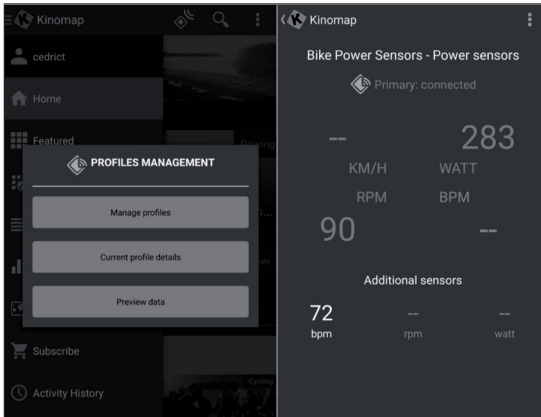 Kinomap
cedrict
Home
Featured
PROFILES MANAGEMENT
Manage profiles
Current profile details
Preview data
Subscribe
Activity History
Cycling
Kinomap
Bike Power Sensors - Power sensors
Primary: connected
-- 283
KM/H WATT
RPM BPM
90 --
Additional sensors
72 -- --
bpm rpm watt